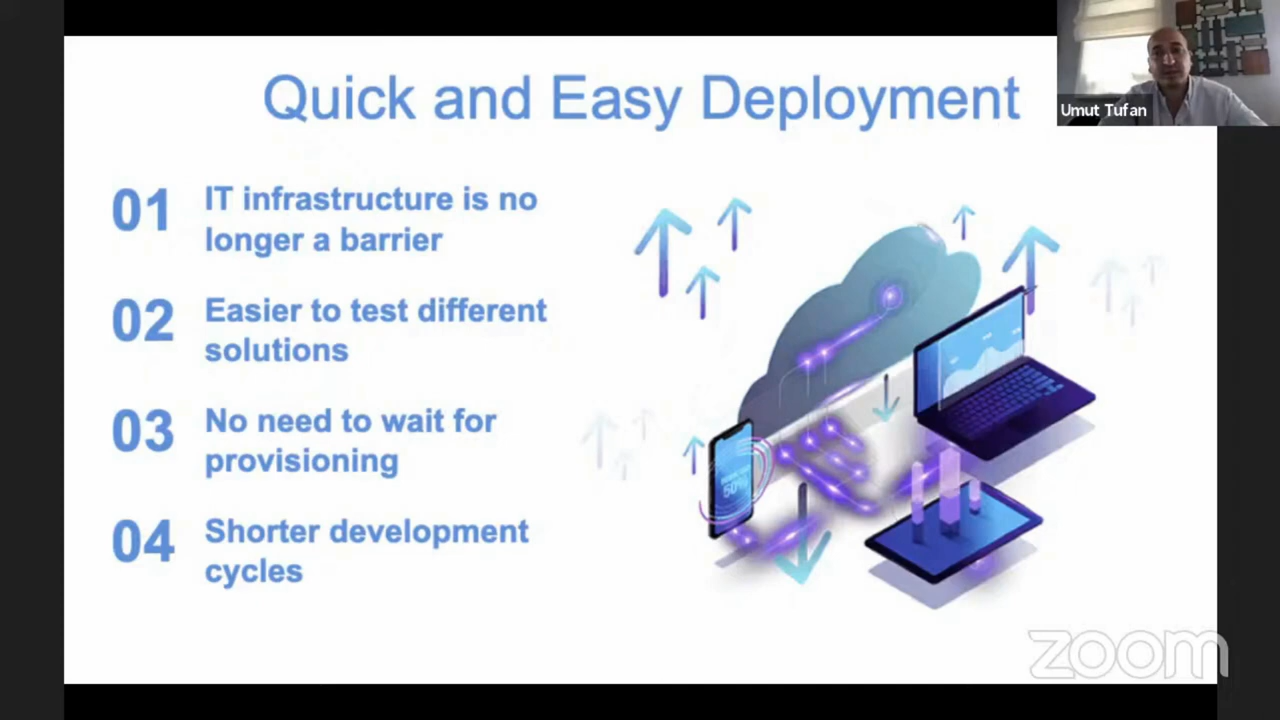 Quick and Easy Deployment
Umut Tufan
01
IT infrastructure is no
longer a barrier
02
Easier to test different
solutions
03
No need to wait for
provisioning
04
Shorter development
cycles
50%
zoom